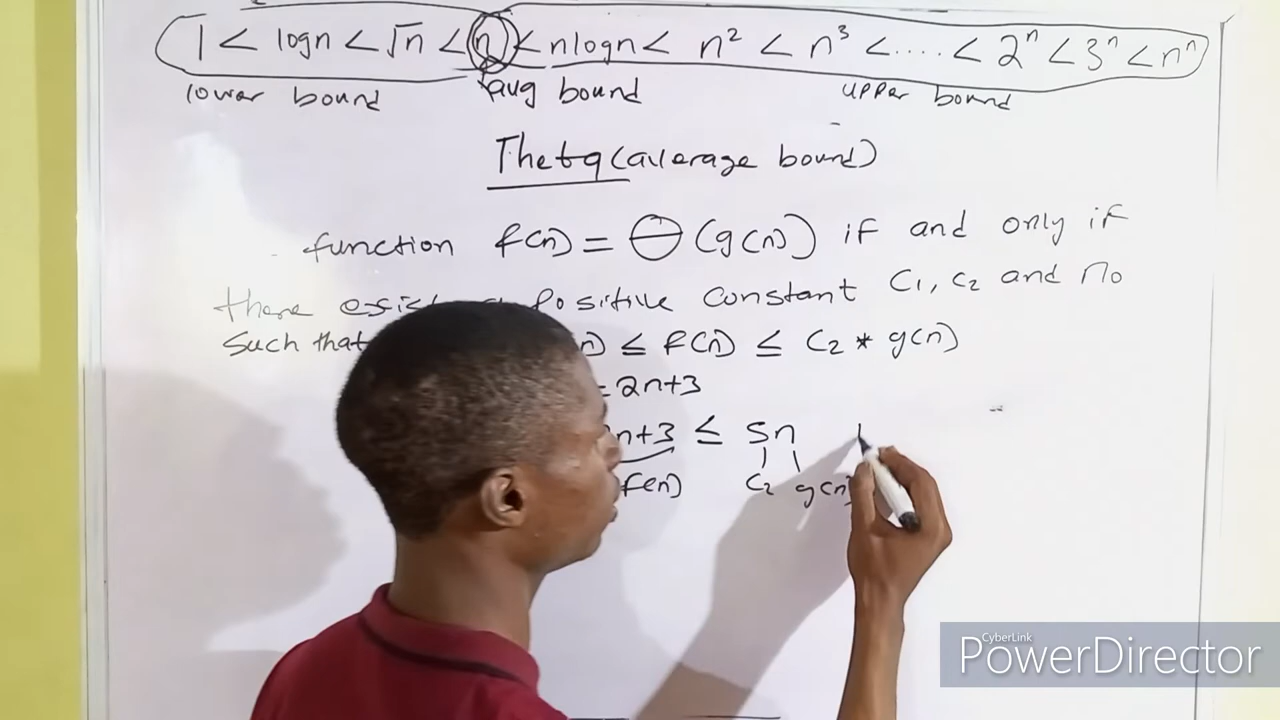 1 < logn < √n < n < nlogn < n² < n³ < ..... < 2ⁿ < 3ⁿ < nⁿ
lower bound avg bound upper bound
Theta (average bound)
function f(n) = Θ (g(n)) if and only if
there positive constant C1, C2 and no
Such that n) ≤ f(n) ≤ C2 * g(n)
= 2n+3
n+3 ≤ 5n
f(n) C2 g(n)
CyberLink
PowerDirector